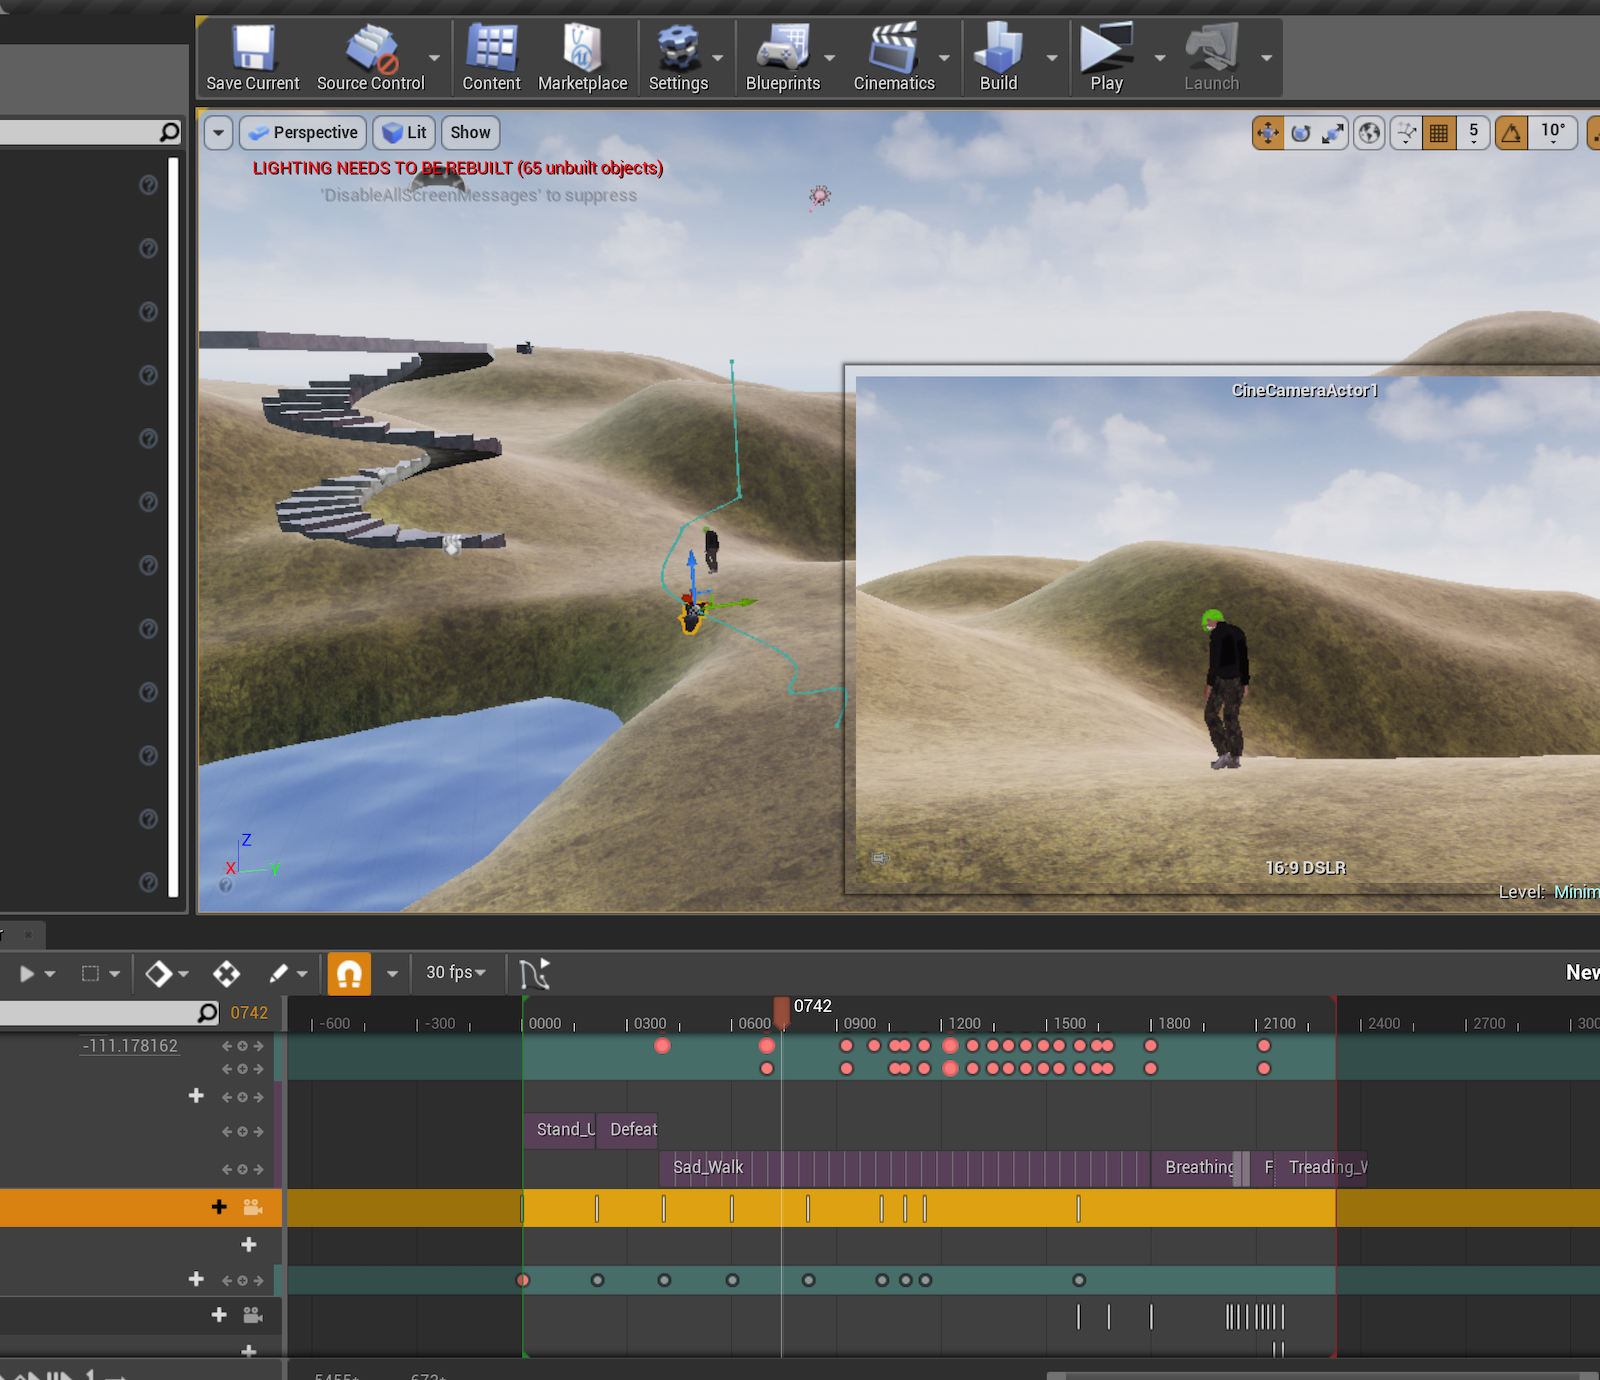 Save Current Source Control Content Marketplace Settings Blueprints Cinematics Build Play Launch
Perspective Lit Show 5 10°
LIGHTING NEEDS TO BE REBUILT (65 unbuilt objects)
'DisableAllScreenMessages' to suppress
CineCameraActor1
Z
X Y
16:9 DSLR
Level: Minim
30 fps New
0742 0742
-600 -300 0000 0300 0600 0900 1200 1500 1800 2100 2400 2700 300
-111.178162
Stand_U Defeat
Sad_Walk Breathing F Treading_W